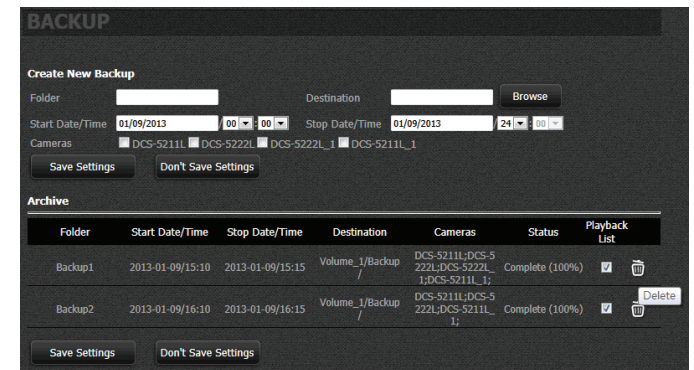 BACKUP
Create New Backup
Folder Destination Browse
Start Date/Time 01/09/2013 / 00 : 00 Stop Date/Time 01/09/2013 / 24 : 00
Cameras DCS-5211L DCS-5222L DCS-5222L_1 DCS-5211L_1
Save Settings Don't Save Settings
Archive
Folder Start Date/Time Stop Date/Time Destination Cameras Status Playback
List
Backup1 2013-01-09/15:10 2013-01-09/15:15 Volume_1/Backup
/ DCS-5211L;DCS-5
222L;DCS-5222L_
1;DCS-5211L_1; Complete (100%)
Delete
Backup2 2013-01-09/16:10 2013-01-09/16:15 Volume_1/Backup
/ DCS-5211L;DCS-5
222L;DCS-5211L_
1; Complete (100%)
Save Settings Don't Save Settings